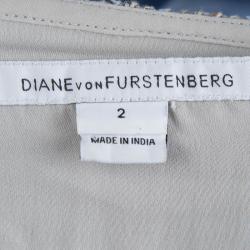 DIANE VON FURSTENBERG
2
MADE IN INDIA